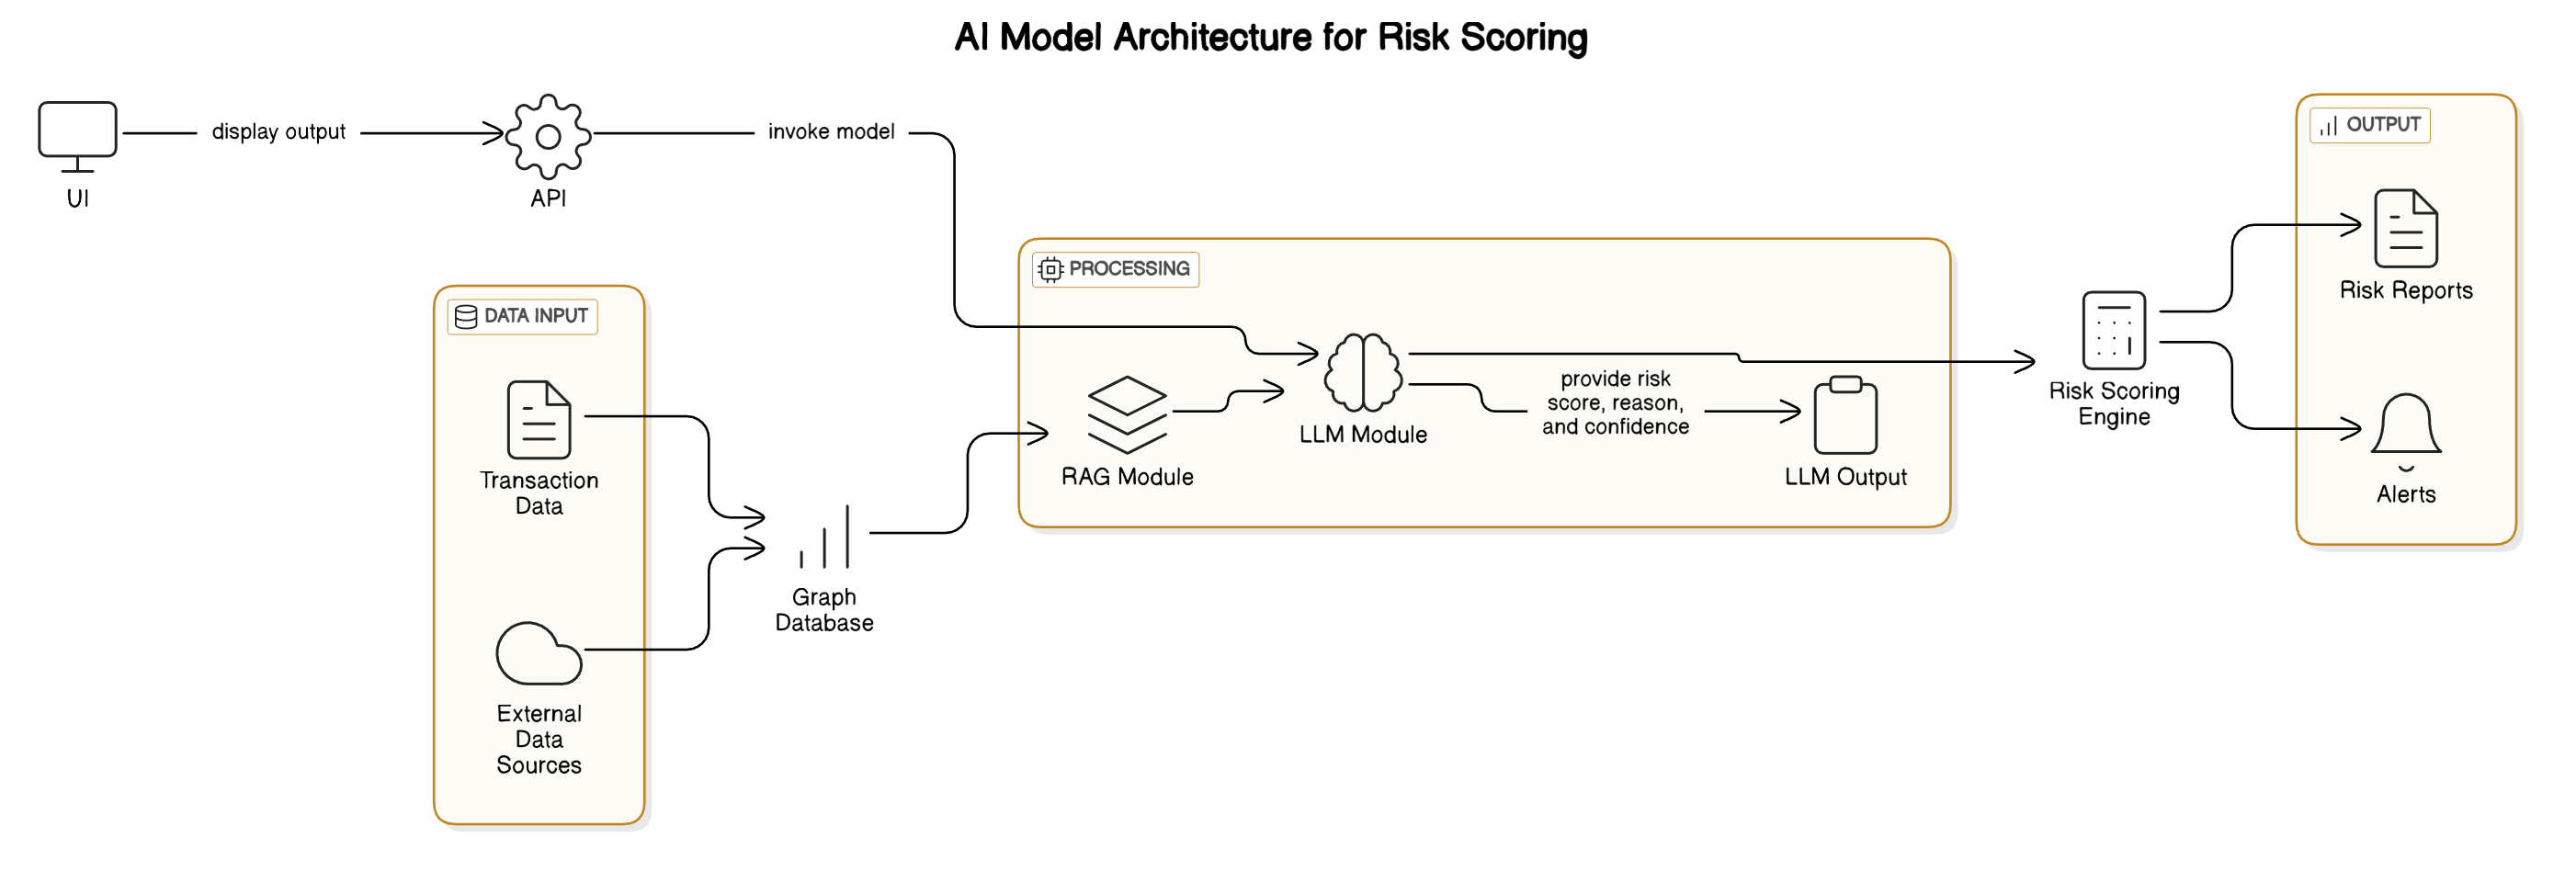 AI Model Architecture for Risk Scoring
display output
invoke model
UI
API
OUTPUT
Risk Reports
Alerts
PROCESSING
RAG Module
LLM Module
provide risk
score, reason,
and confidence
LLM Output
Risk Scoring
Engine
DATA INPUT
Transaction
Data
External
Data
Sources
Graph
Database